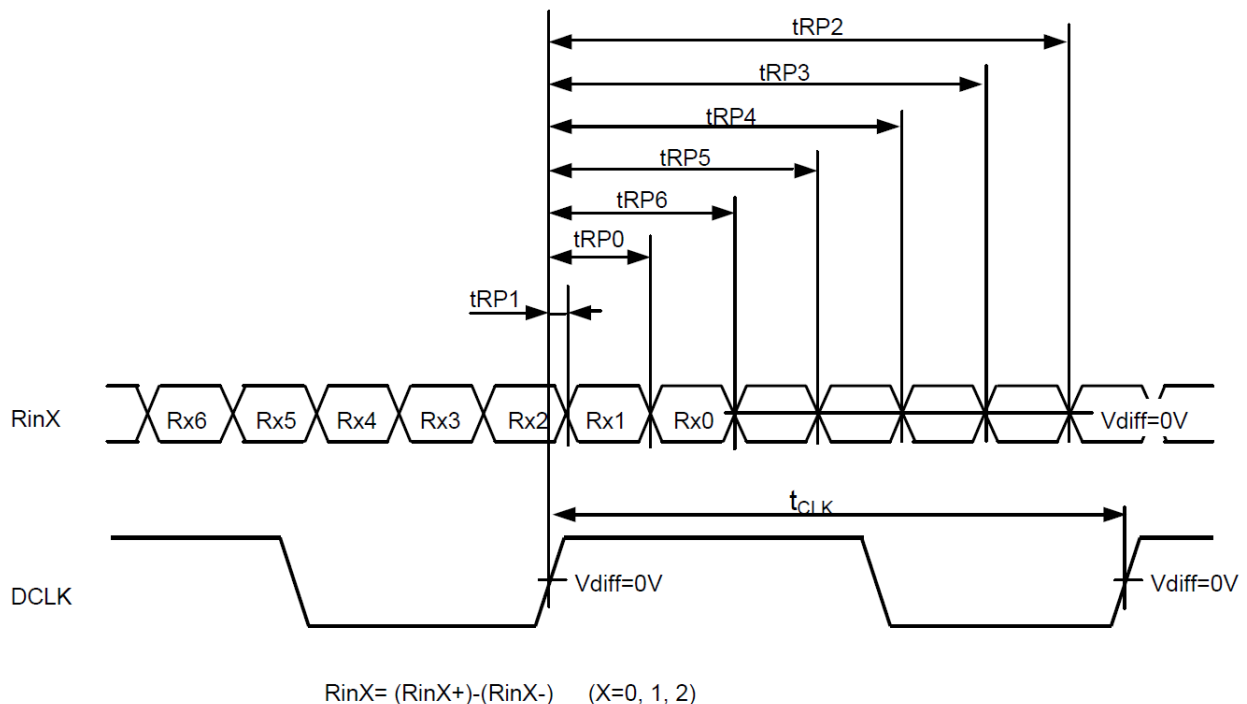 tRP2
tRP3
tRP4
tRP5
tRP6
tRP0
tRP1
RinX Rx6 Rx5 Rx4 Rx3 Rx2 Rx1 Rx0 Vdiff=0V
tCLK
DCLK Vdiff=0V Vdiff=0V
RinX= (RinX+)-(RinX-) (X=0, 1, 2)